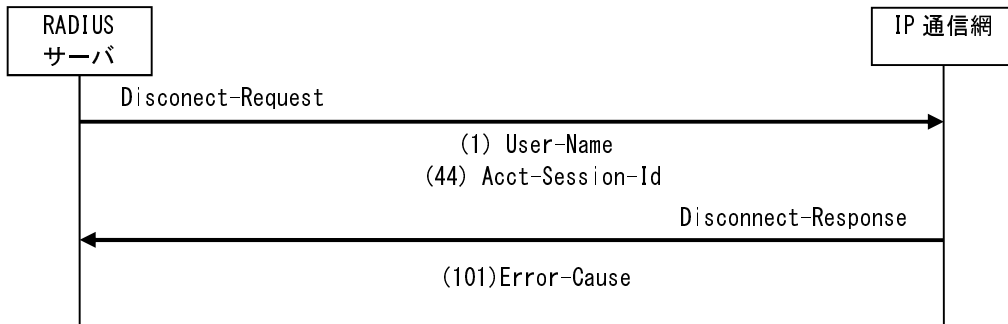 RADIUS
サーバ
IP 通信網
Disconect-Request
(1) User-Name
(44) Acct-Session-Id
Disconnect-Response
(101)Error-Cause